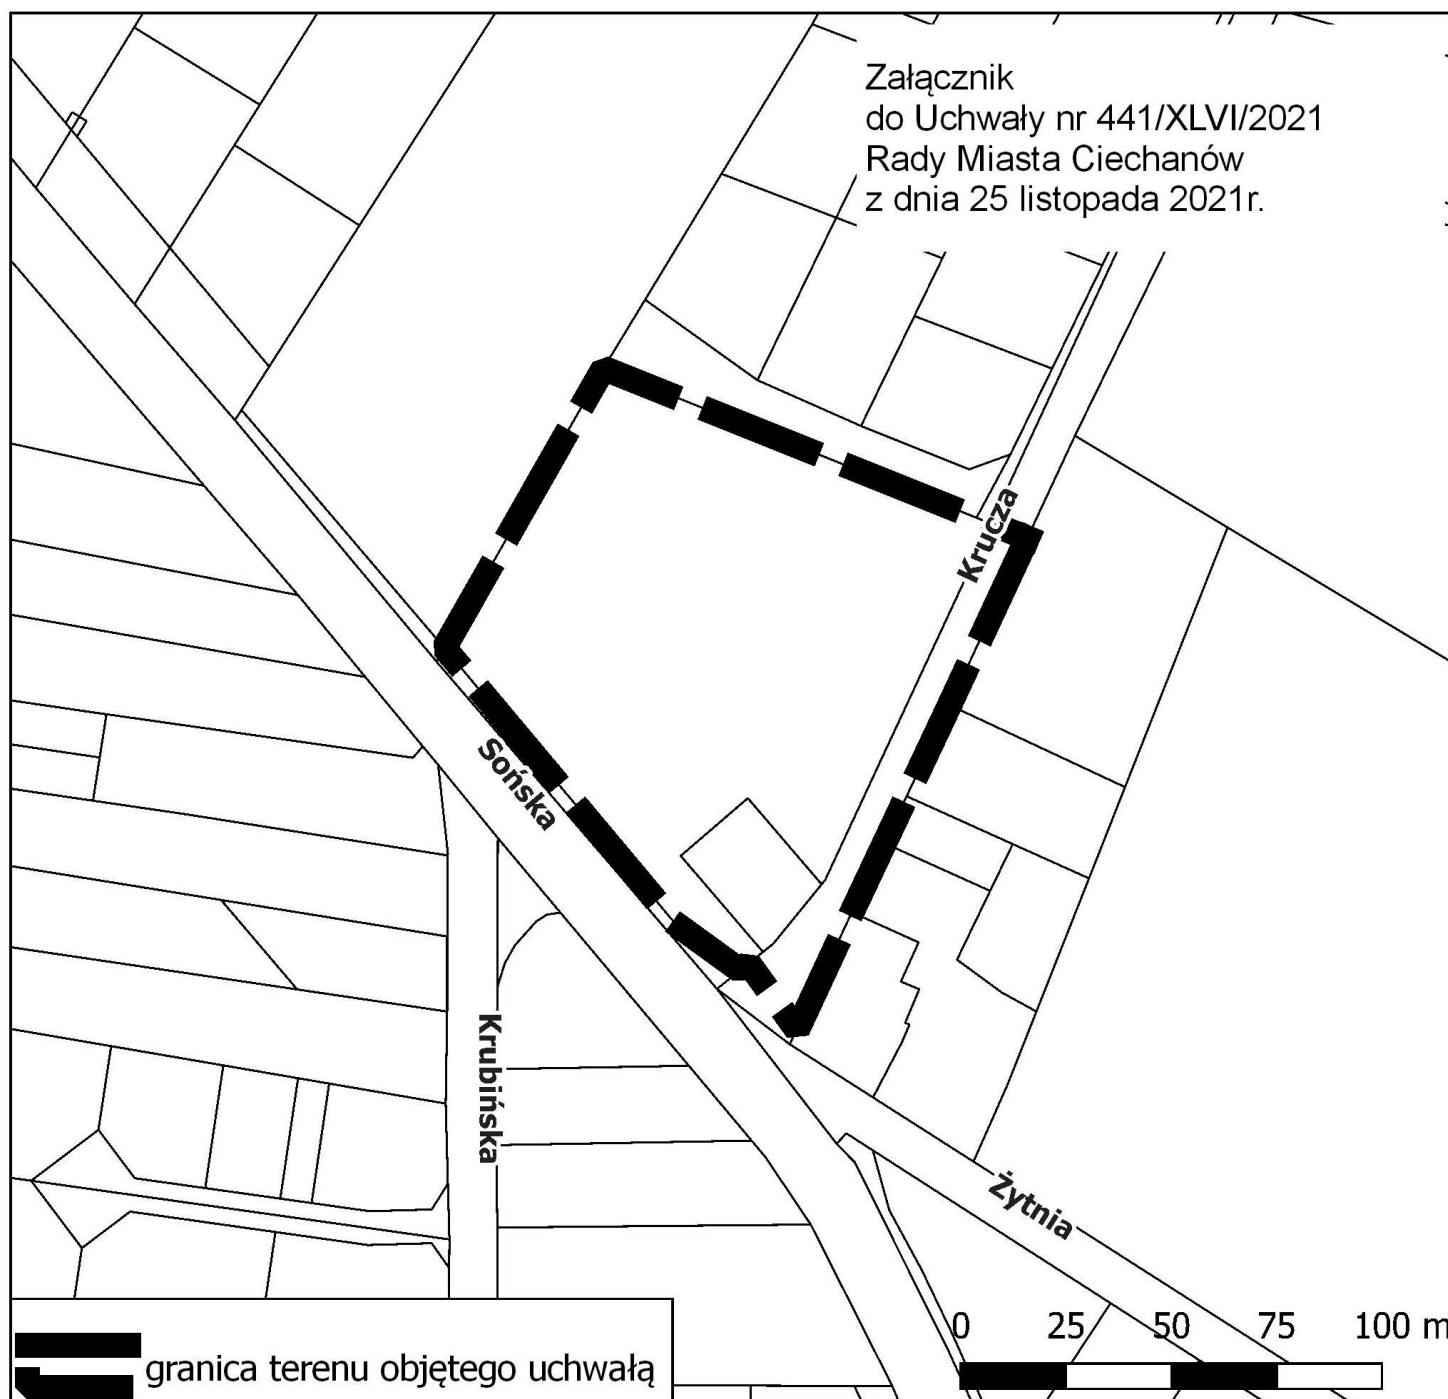 Załącznik
do Uchwały nr 441/XLVI/2021
Rady Miasta Ciechanów
z dnia 25 listopada 2021r.
Krucza
Sońska
Krubińska
Żytnia
0 25 50 75 100 m
granica terenu objętego uchwałą